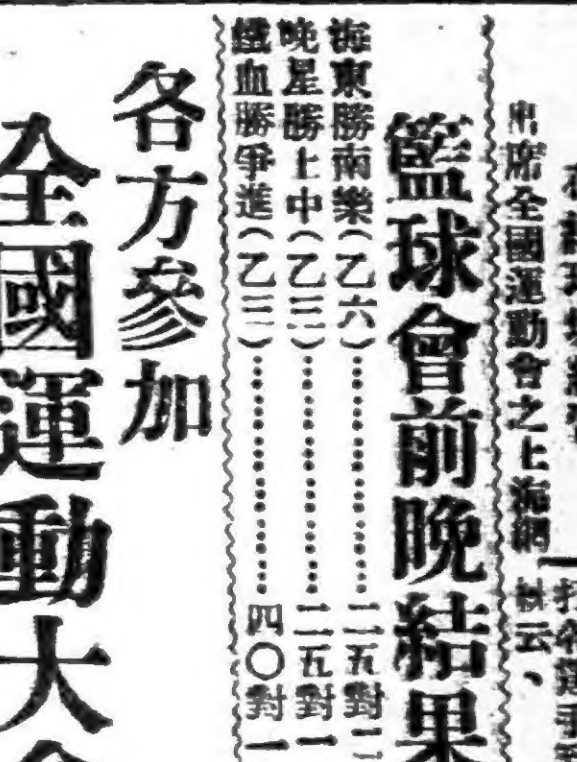 出席全國運動會之上海網
籃球會前晚結果
海東勝南樂(乙六)……二五對
晚星勝上中(乙三)……二五對一
鐵血勝爭進(乙三)……四〇對一
各方參加
全國運動大會